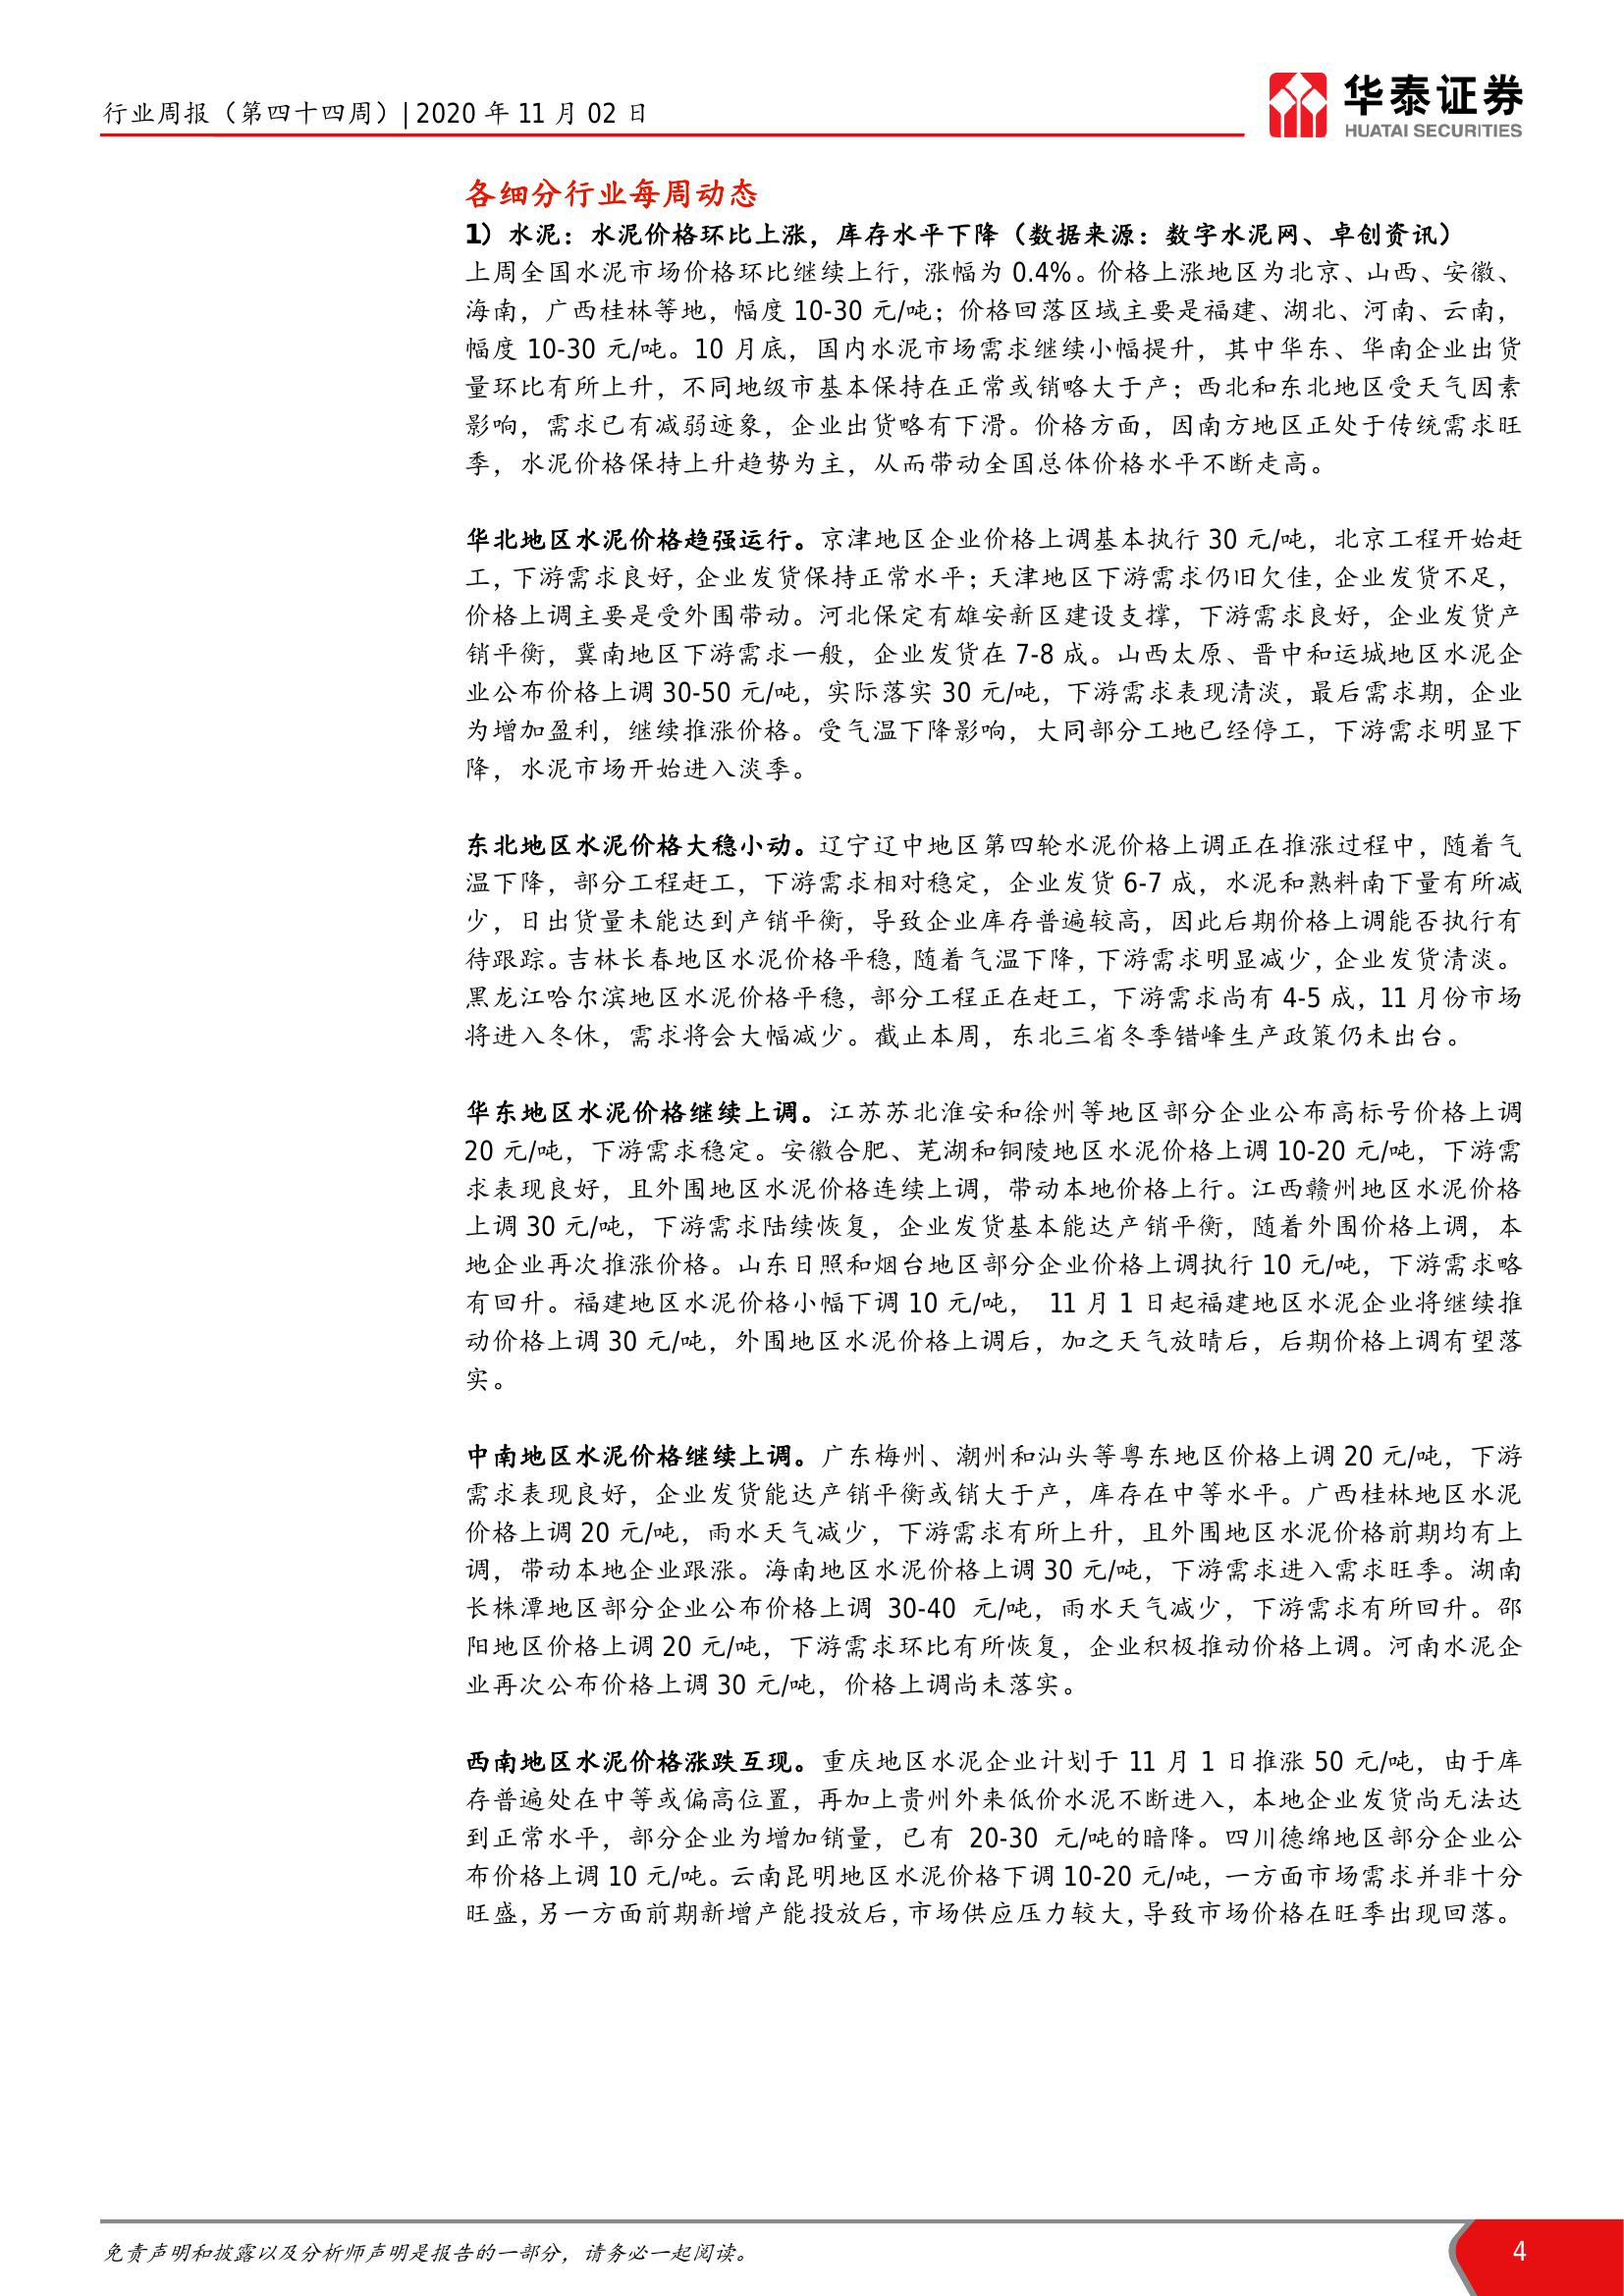 行业周报（第四十四周）| 2020 年 11 月 02 日
华泰证券
HUATAI SECURITIES
各细分行业每周动态
1）水泥：水泥价格环比上涨，库存水平下降（数据来源：数字水泥网、卓创资讯）
上周全国水泥市场价格环比继续上行，涨幅为 0.4%。价格上涨地区为北京、山西、安徽、
海南，广西桂林等地，幅度 10-30 元/吨；价格回落区域主要是福建、湖北、河南、云南，
幅度 10-30 元/吨。10 月底，国内水泥市场需求继续小幅提升，其中华东、华南企业出货
量环比有所上升，不同地级市基本保持在正常或销略大于产；西北和东北地区受天气因素
影响，需求已有减弱迹象，企业出货略有下滑。价格方面，因南方地区正处于传统需求旺
季，水泥价格保持上升趋势为主，从而带动全国总体价格水平不断走高。
华北地区水泥价格趋强运行。京津地区企业价格上调基本执行 30 元/吨，北京工程开始赶
工，下游需求良好，企业发货保持正常水平；天津地区下游需求仍旧欠佳，企业发货不足，
价格上调主要是受外围带动。河北保定有雄安新区建设支撑，下游需求良好，企业发货产
销平衡，冀南地区下游需求一般，企业发货在 7-8 成。山西太原、晋中和运城地区水泥企
业公布价格上调 30-50 元/吨，实际落实 30 元/吨，下游需求表现清淡，最后需求期，企业
为增加盈利，继续推涨价格。受气温下降影响，大同部分工地已经停工，下游需求明显下
降，水泥市场开始进入淡季。
东北地区水泥价格大稳小动。辽宁辽中地区第四轮水泥价格上调正在推涨过程中，随着气
温下降，部分工程赶工，下游需求相对稳定，企业发货 6-7 成，水泥和熟料南下量有所减
少，日出货量未能达到产销平衡，导致企业库存普遍较高，因此后期价格上调能否执行有
待跟踪。吉林长春地区水泥价格平稳，随着气温下降，下游需求明显减少，企业发货清淡。
黑龙江哈尔滨地区水泥价格平稳，部分工程正在赶工，下游需求尚有 4-5 成，11 月份市场
将进入冬休，需求将会大幅减少。截止本周，东北三省冬季错峰生产政策仍未出台。
华东地区水泥价格继续上调。江苏苏北淮安和徐州等地区部分企业公布高标号价格上调
20 元/吨，下游需求稳定。安徽合肥、芜湖和铜陵地区水泥价格上调 10-20 元/吨，下游需
求表现良好，且外围地区水泥价格连续上调，带动本地价格上行。江西赣州地区水泥价格
上调 30 元/吨，下游需求陆续恢复，企业发货基本能达产销平衡，随着外围价格上调，本
地企业再次推涨价格。山东日照和烟台地区部分企业价格上调执行 10 元/吨，下游需求略
有回升。福建地区水泥价格小幅下调 10 元/吨， 11 月 1 日起福建地区水泥企业将继续推
动价格上调 30 元/吨，外围地区水泥价格上调后，加之天气放晴后，后期价格上调有望落
实。
中南地区水泥价格继续上调。广东梅州、潮州和汕头等粤东地区价格上调 20 元/吨，下游
需求表现良好，企业发货能达产销平衡或销大于产，库存在中等水平。广西桂林地区水泥
价格上调 20 元/吨，雨水天气减少，下游需求有所上升，且外围地区水泥价格前期均有上
调，带动本地企业跟涨。海南地区水泥价格上调 30 元/吨，下游需求进入需求旺季。湖南
长株潭地区部分企业公布价格上调 30-40 元/吨，雨水天气减少，下游需求有所回升。邵
阳地区价格上调 20 元/吨，下游需求环比有所恢复，企业积极推动价格上调。河南水泥企
业再次公布价格上调 30 元/吨，价格上调尚未落实。
西南地区水泥价格涨跌互现。重庆地区水泥企业计划于 11 月 1 日推涨 50 元/吨，由于库
存普遍处在中等或偏高位置，再加上贵州外来低价水泥不断进入，本地企业发货尚无法达
到正常水平，部分企业为增加销量，已有 20-30 元/吨的暗降。四川德绵地区部分企业公
布价格上调 10 元/吨。云南昆明地区水泥价格下调 10-20 元/吨，一方面市场需求并非十分
旺盛，另一方面前期新增产能投放后，市场供应压力较大，导致市场价格在旺季出现回落。
免责声明和披露以及分析师声明是报告的一部分，请务必一起阅读。
4